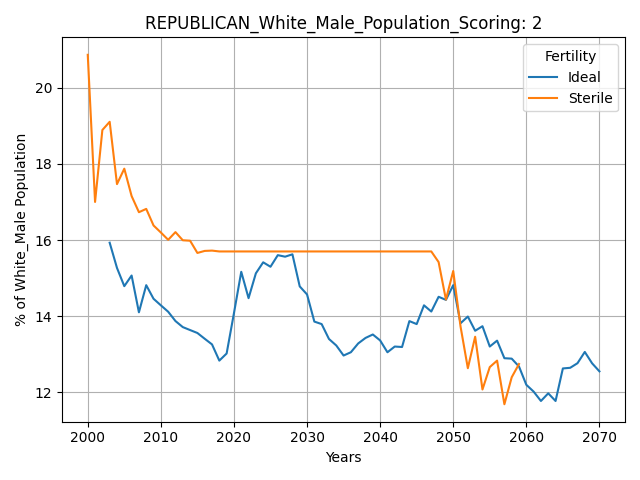 REPUBLICAN_White_Male_Population_Scoring: 2
Fertility
Ideal
Sterile
% of White_Male Population
20
18
16
14
12
2000 2010 2020 2030 2040 2050 2060 2070
Years